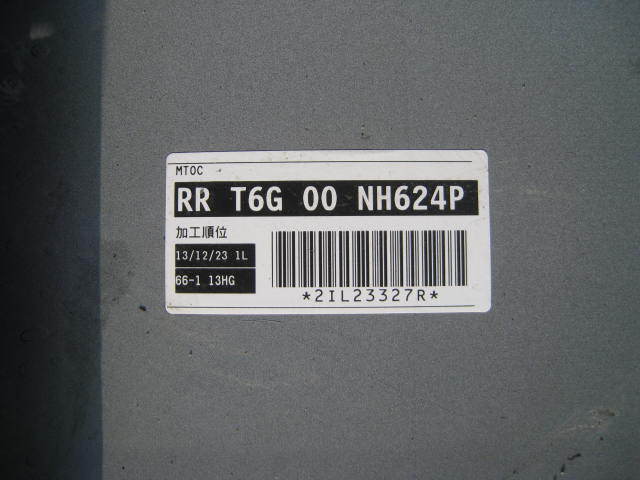 MTOC
RR T6G 00 NH624P
加工順位
13/12/23 1L
66-1 13HG
*2IL23327R*